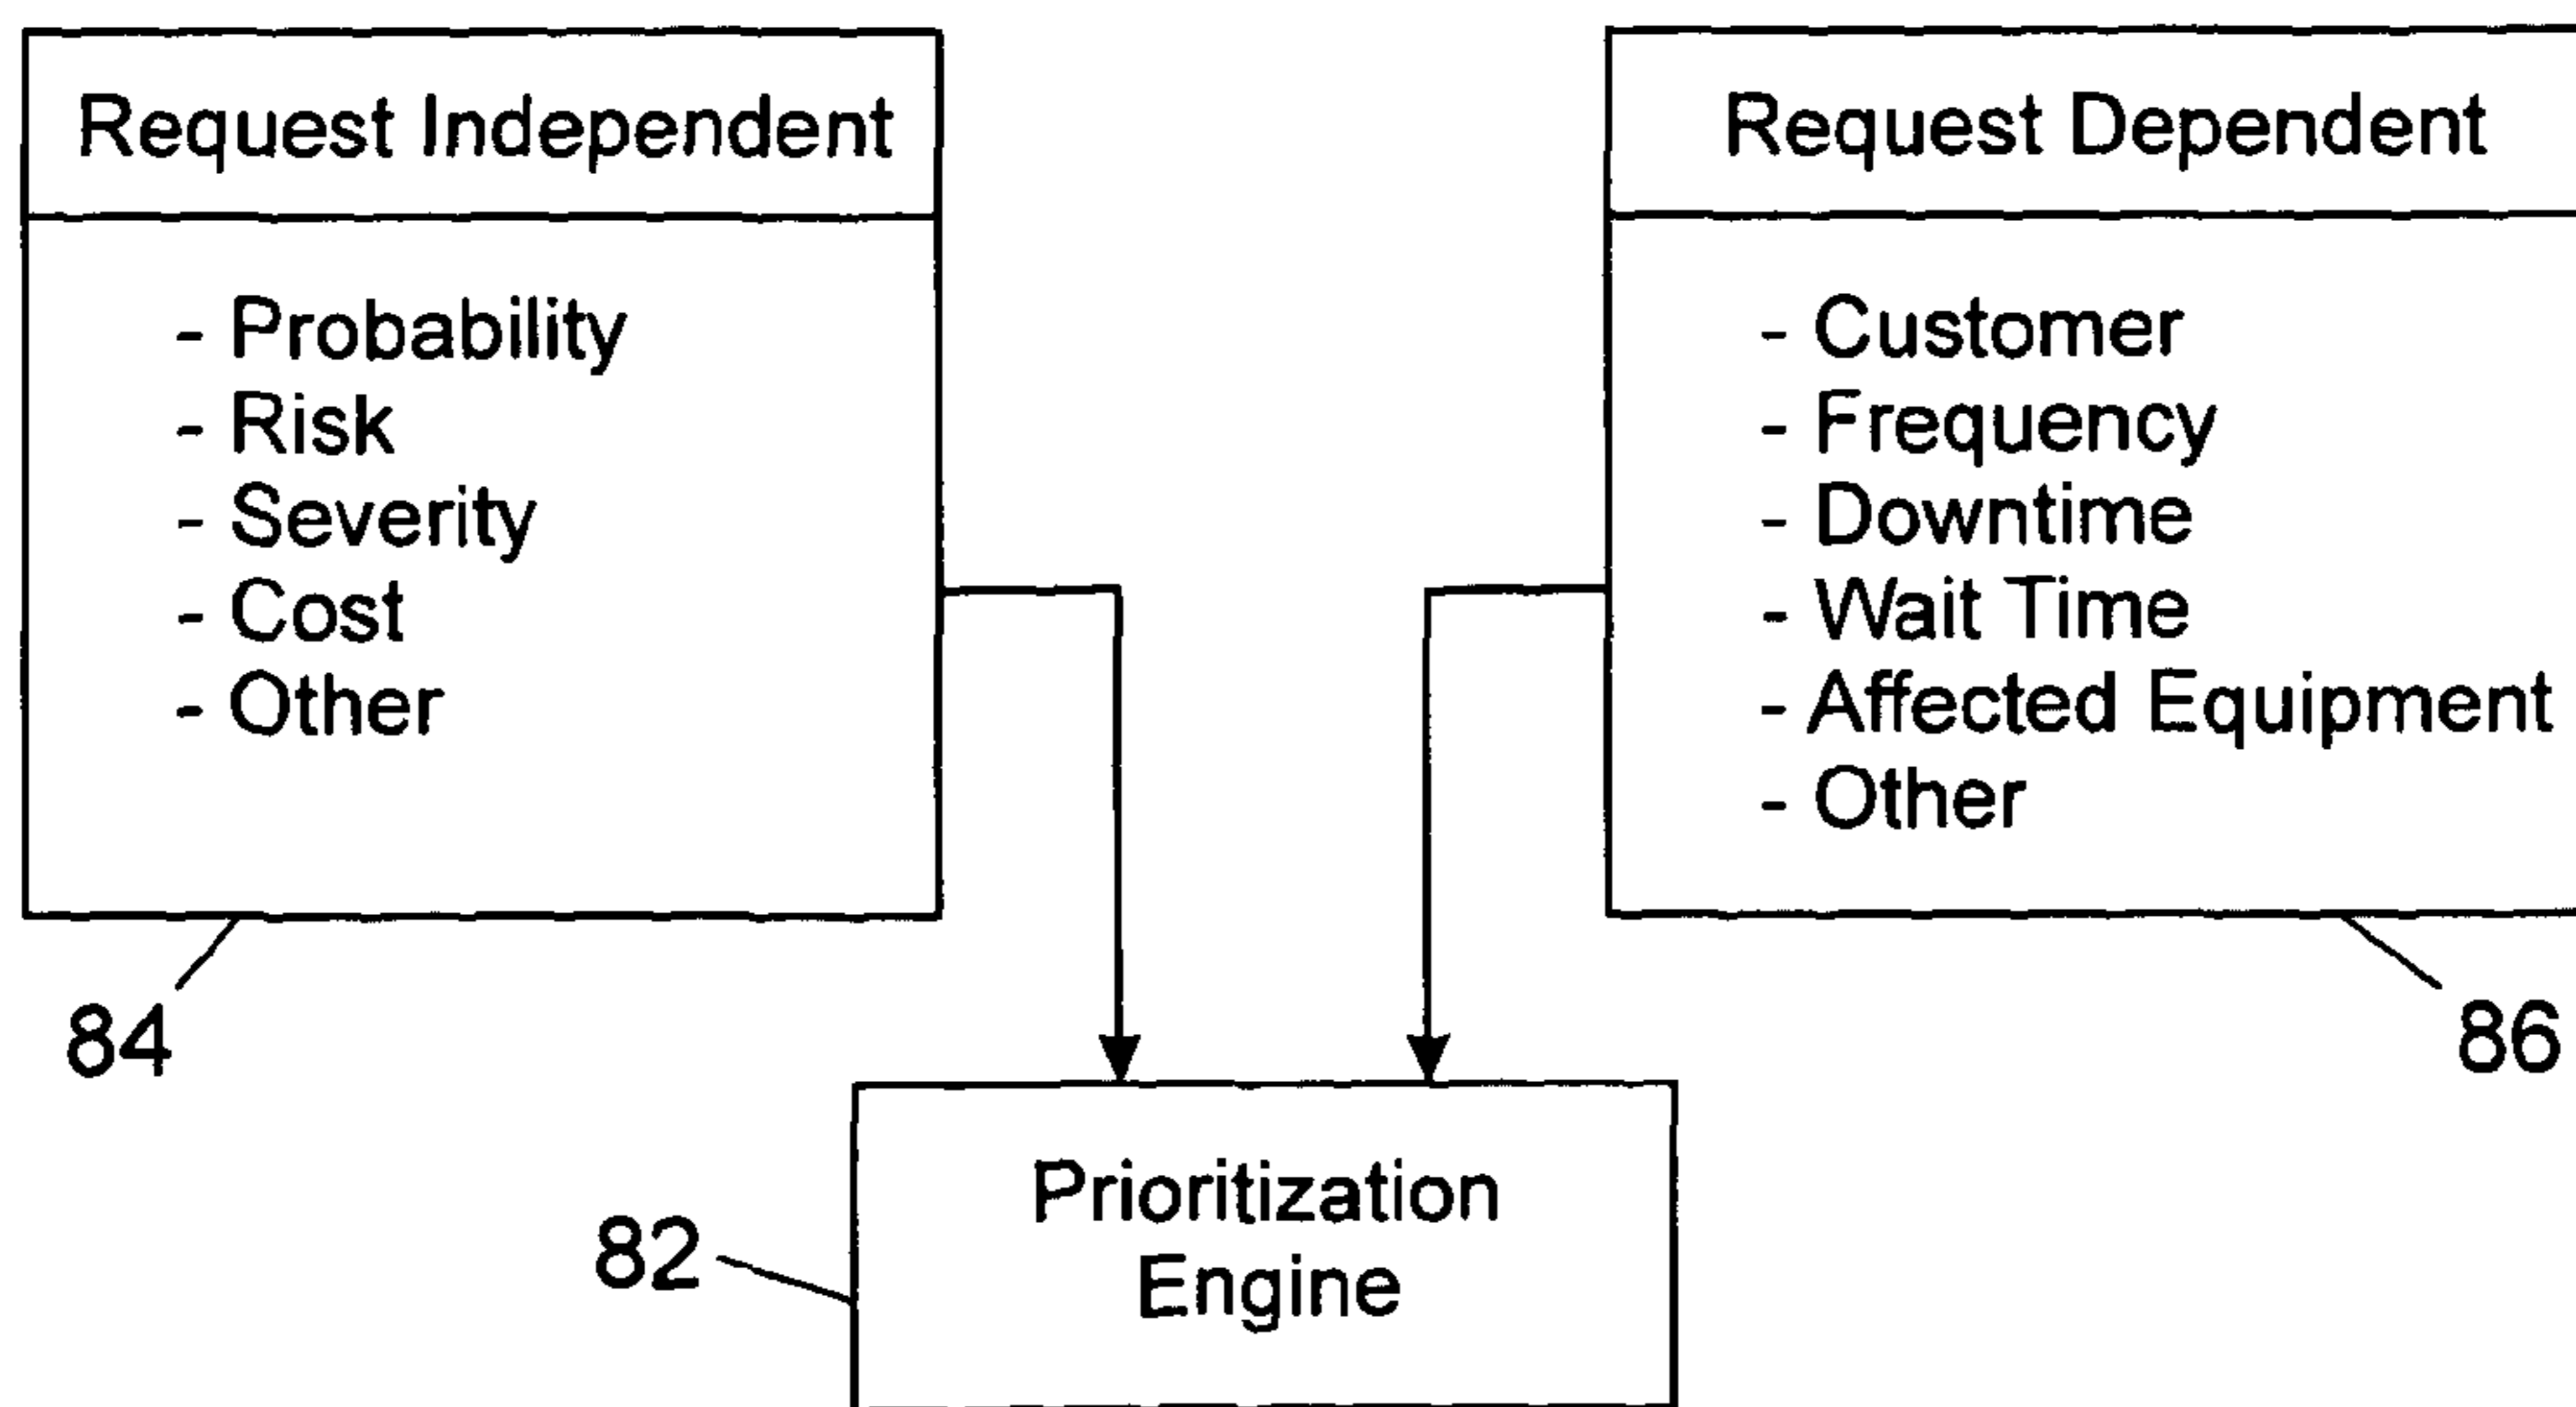 Request Independent
- Probability
- Risk
- Severity
- Cost
- Other
84
Request Dependent
- Customer
- Frequency
- Downtime
- Wait Time
- Affected Equipment
- Other
86
82
Prioritization
Engine